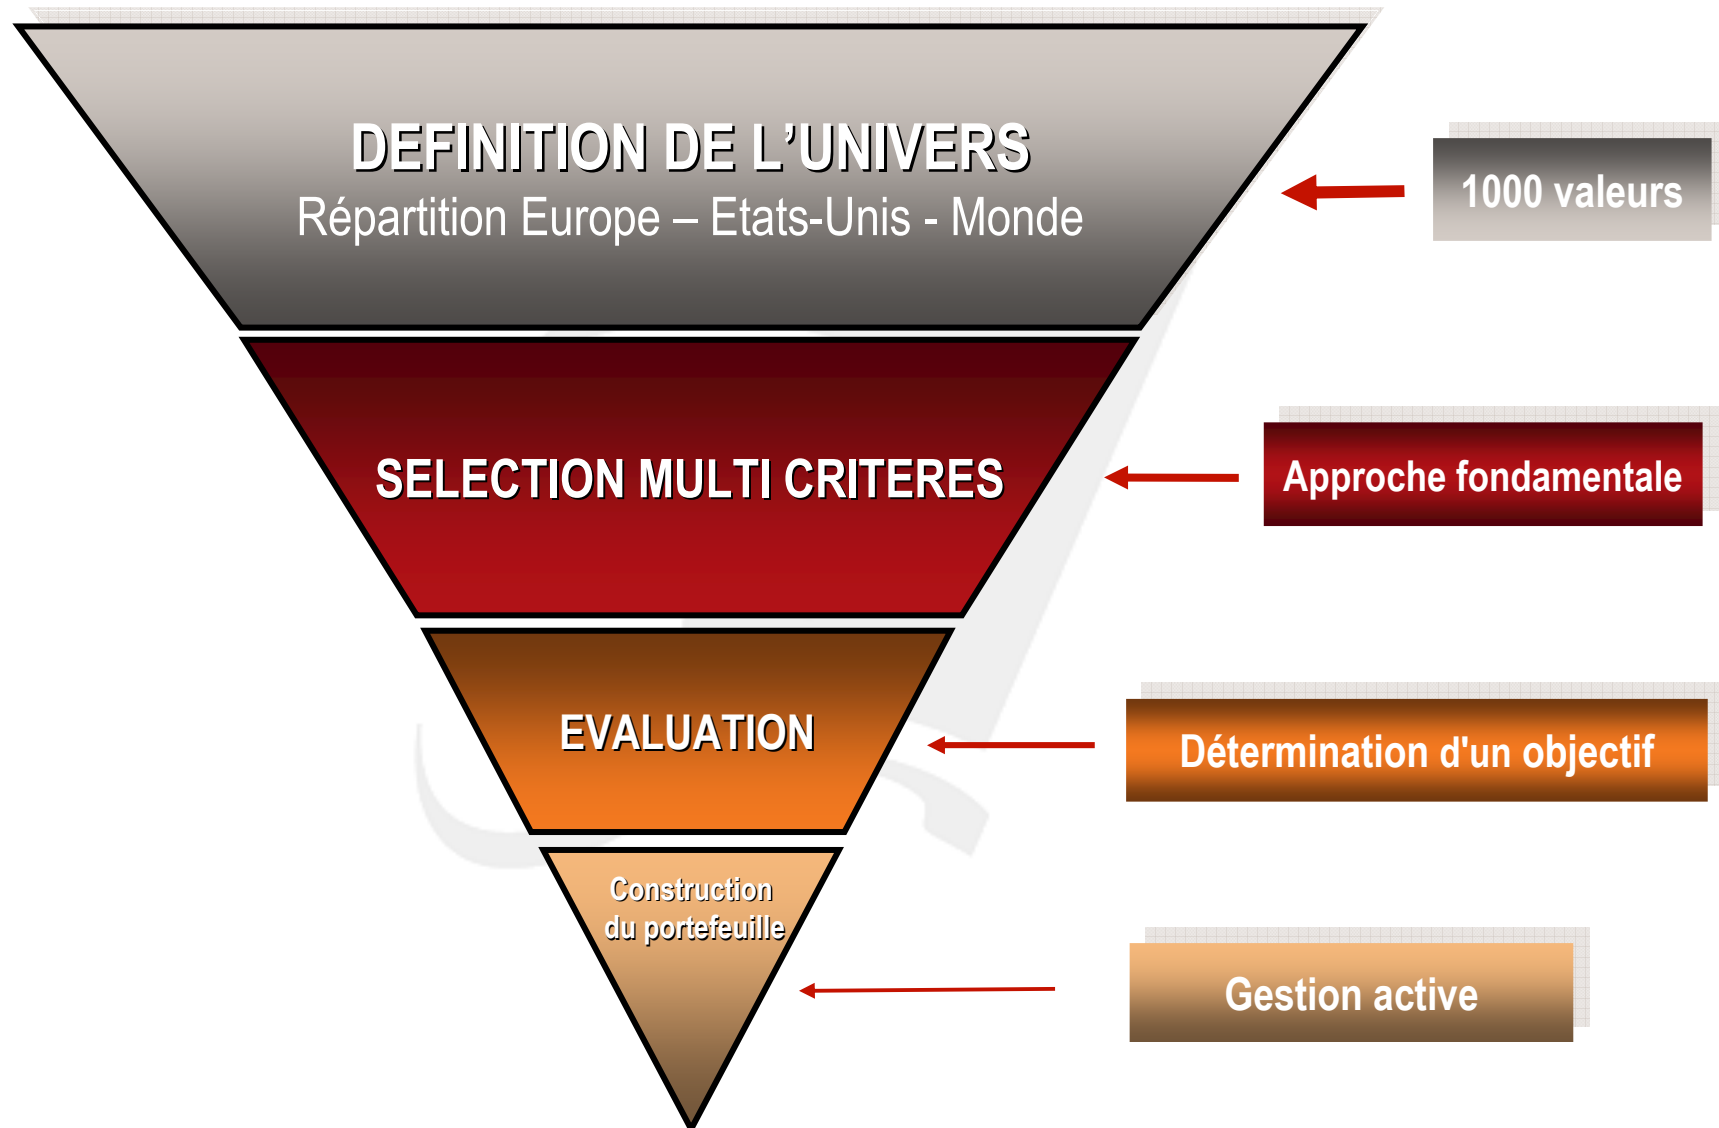 DEFINITION DE L’UNIVERS
Répartition Europe – Etats-Unis - Monde
1000 valeurs
SELECTION MULTI CRITERES
Approche fondamentale
EVALUATION
Détermination d'un objectif
Construction
du portefeuille
Gestion active